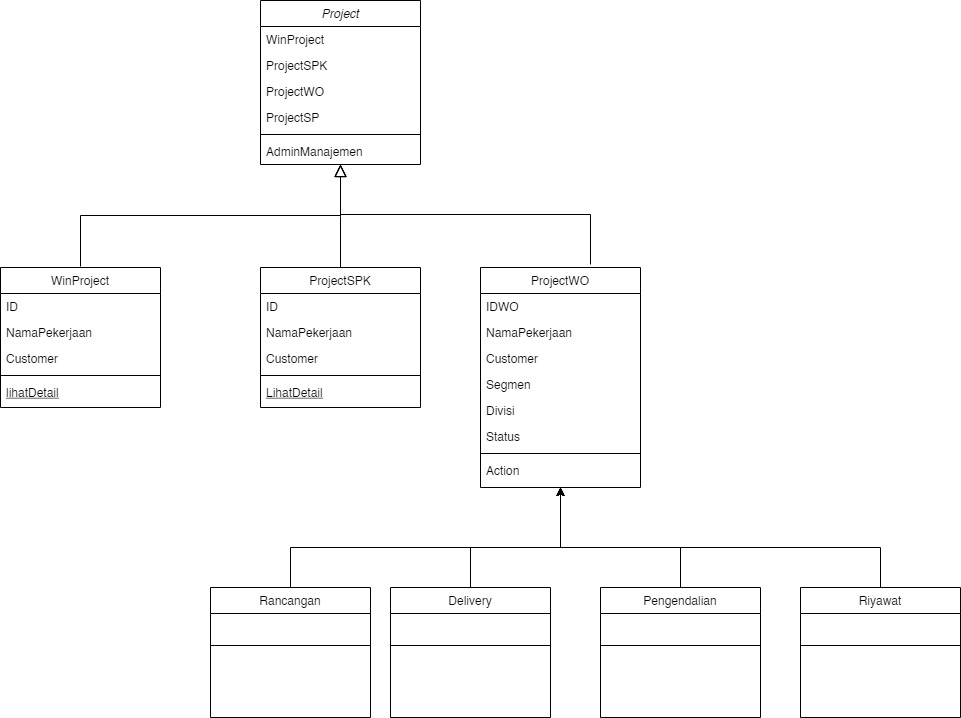 Project
WinProject
ProjectSPK
ProjectWO
ProjectSP
AdminManajemen
WinProject
ID
NamaPekerjaan
Customer
lihatDetail
ProjectSPK
ID
NamaPekerjaan
Customer
LihatDetail
ProjectWO
IDWO
NamaPekerjaan
Customer
Segmen
Divisi
Status
Action
Rancangan
Delivery
Pengendalian
Riyawat